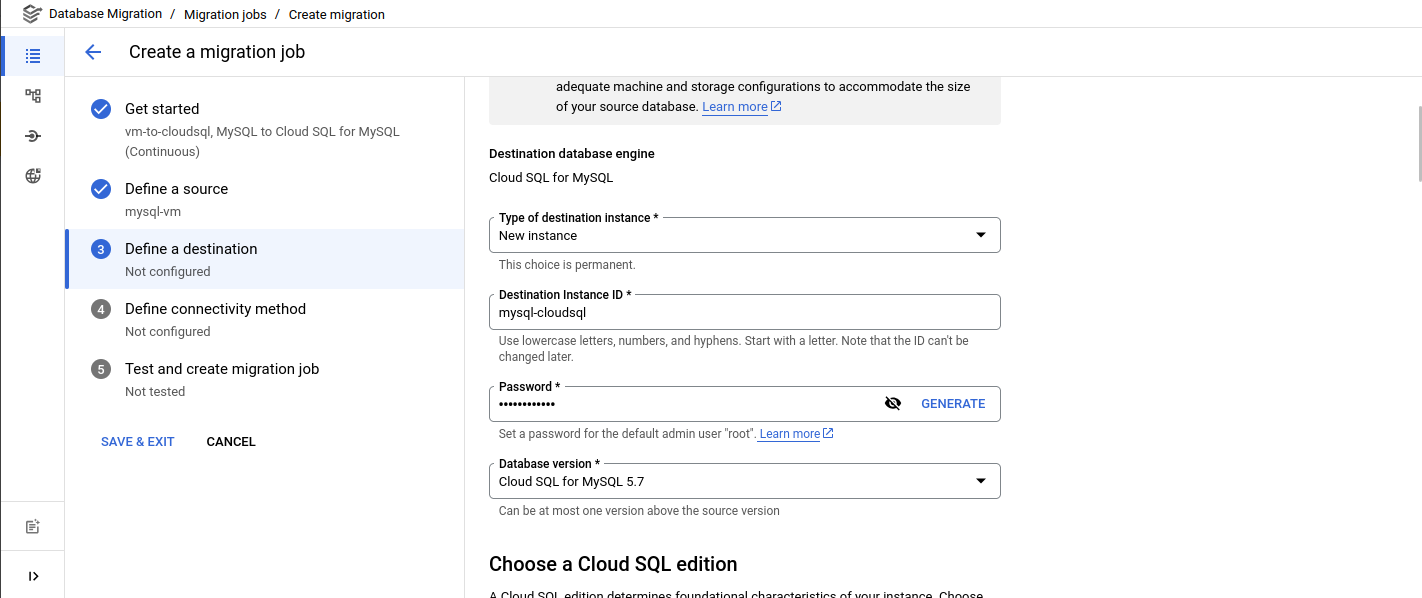 Database Migration / Migration jobs / Create migration
Create a migration job
Get started
vm-to-cloudsql, MySQL to Cloud SQL for MySQL
(Continuous)
Define a source
mysql-vm
3 Define a destination
Not configured
4 Define connectivity method
Not configured
5 Test and create migration job
Not tested
SAVE & EXIT CANCEL
adequate machine and storage configurations to accommodate the size
of your source database. Learn more
Destination database engine
Cloud SQL for MySQL
Type of destination instance *
New instance
This choice is permanent.
Destination Instance ID *
mysql-cloudsql
Use lowercase letters, numbers, and hyphens. Start with a letter. Note that the ID can't be
changed later.
Password *
••••••••••••
GENERATE
Set a password for the default admin user "root". Learn more
Database version *
Cloud SQL for MySQL 5.7
Can be at most one version above the source version
Choose a Cloud SQL edition
A Cloud SQL edition determines foundational characteristics of your instance. Choose